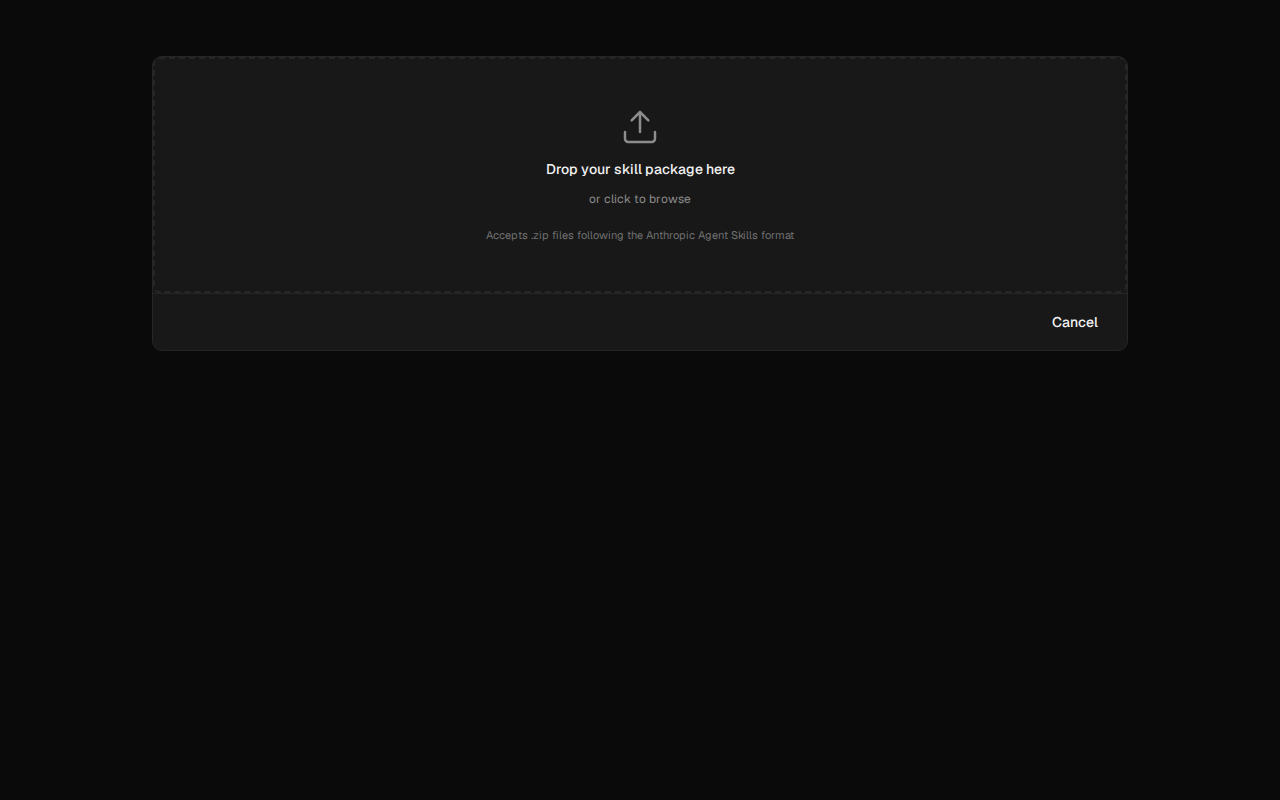 Drop your skill package here
or click to browse
Accepts .zip files following the Anthropic Agent Skills format
Cancel